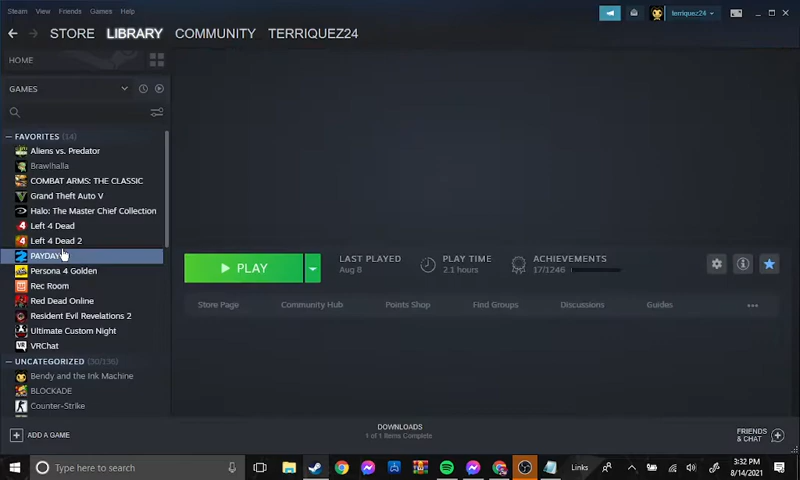 Steam View Friends Games Help
terriquez24
STORE LIBRARY COMMUNITY TERRIQUEZ24
HOME
GAMES
FAVORITES (14)
Aliens vs. Predator
Brawlhalla
COMBAT ARMS: THE CLASSIC
Grand Theft Auto V
Halo: The Master Chief Collection
Left 4 Dead
Left 4 Dead 2
PAYDAY
Persona 4 Golden
Rec Room
Red Dead Online
Resident Evil Revelations 2
Ultimate Custom Night
VRChat
UNCATEGORIZED (30/136)
Bendy and the Ink Machine
BLOCKADE
Counter-Strike
PLAY
LAST PLAYED
Aug 8
PLAY TIME
2.1 hours
ACHIEVEMENTS
17/1246
Store Page Community Hub Points Shop Find Groups Discussions Guides
ADD A GAME
DOWNLOADS
1 of 1 Items Complete
FRIENDS
& CHAT
Type here to search
Links
3:32 PM
8/14/2021